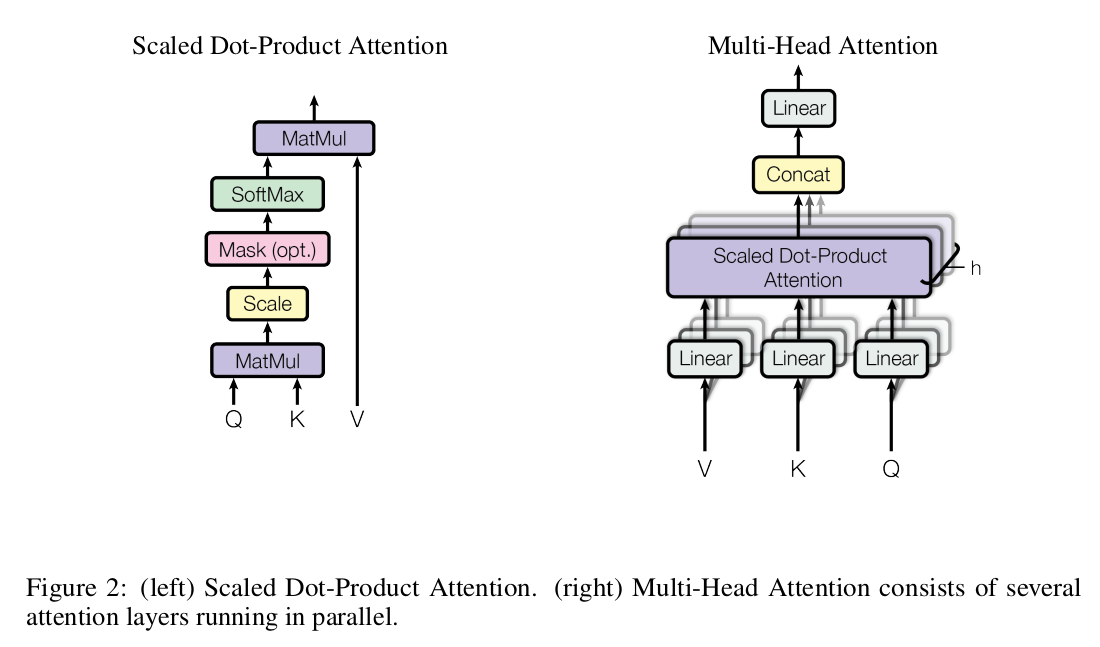 Scaled Dot-Product Attention
MatMul
SoftMax
Mask (opt.)
Scale
MatMul
Q K V
Multi-Head Attention
Linear
Concat
Scaled Dot-Product
Attention
h
Linear Linear Linear
V K Q
Figure 2: (left) Scaled Dot-Product Attention. (right) Multi-Head Attention consists of several
attention layers running in parallel.